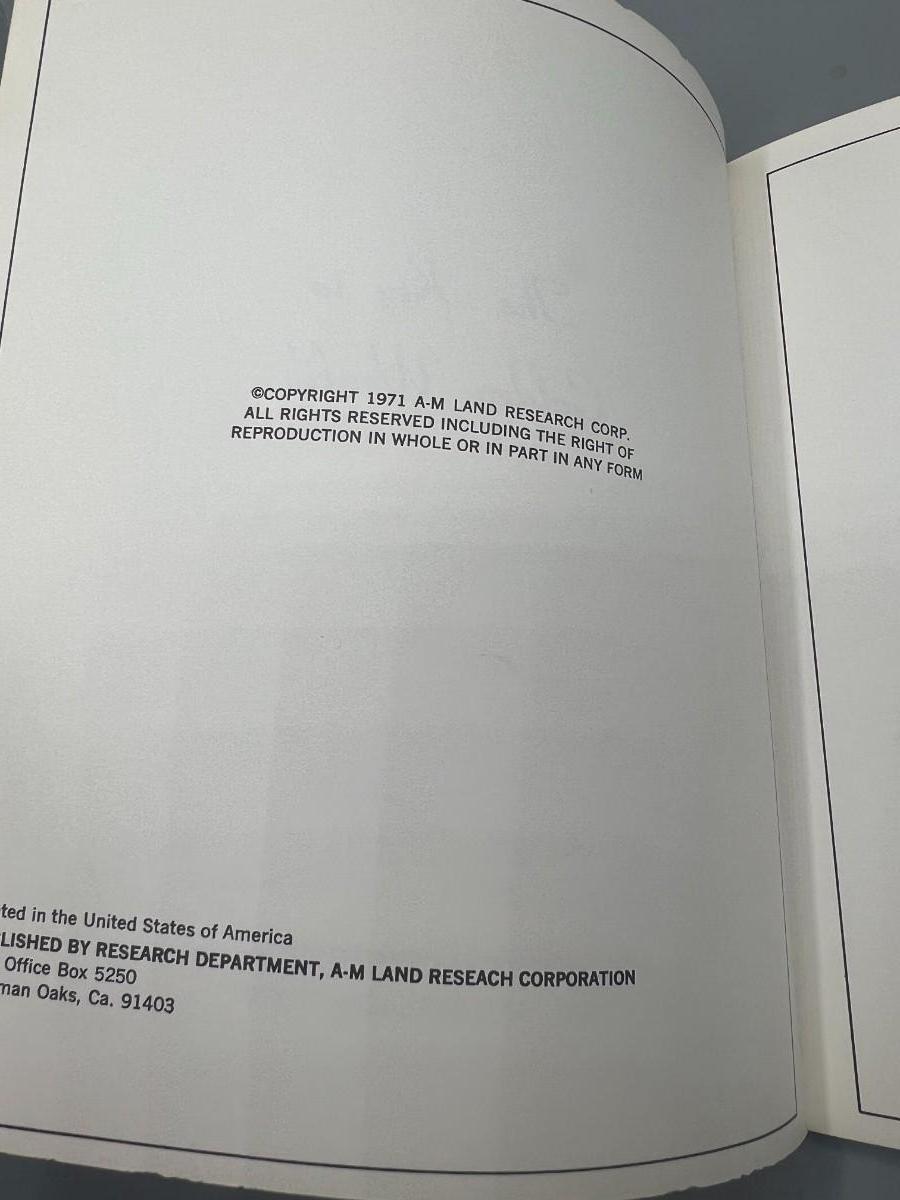 ©COPYRIGHT 1971 A-M LAND RESEARCH CORP.
ALL RIGHTS RESERVED INCLUDING THE RIGHT OF
REPRODUCTION IN WHOLE OR IN PART IN ANY FORM
ted in the United States of America
LISHED BY RESEARCH DEPARTMENT, A-M LAND RESEACH CORPORATION
Office Box 5250
man Oaks, Ca. 91403